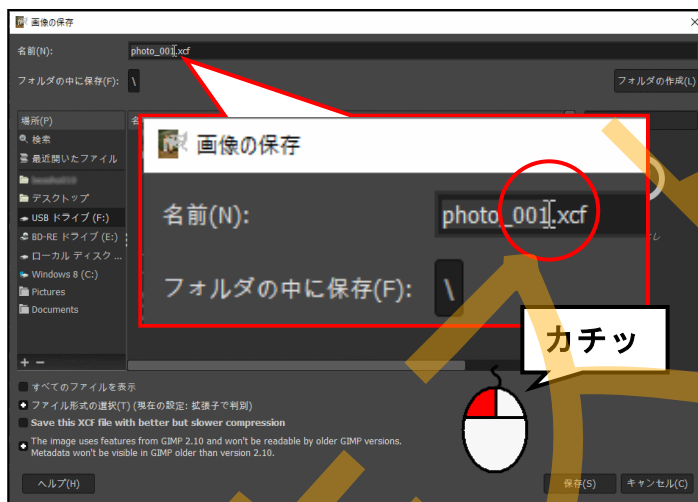 画像の保存
名前(N):
photo_001.xcf
フォルダの中に保存(F):
\
フォルダの作成(L)
場所(P)
検索
最近開いたファイル
デスクトップ
USB ドライブ (F:)
BD-RE ドライブ (E:)
ローカル ディスク ...
Windows 8 (C:)
Pictures
Documents
画像の保存
名前(N):
photo_001.xcf
フォルダの中に保存(F):
\
カチッ
すべてのファイルを表示
ファイル形式の選択(T) (現在の設定: 拡張子で判別)
Save this XCF file with better but slower compression
The image uses features from GIMP 2.10 and won't be readable by older GIMP versions.
Metadata won't be visible in GIMP older than version 2.10.
ヘルプ(H)
保存(S)
キャンセル(C)